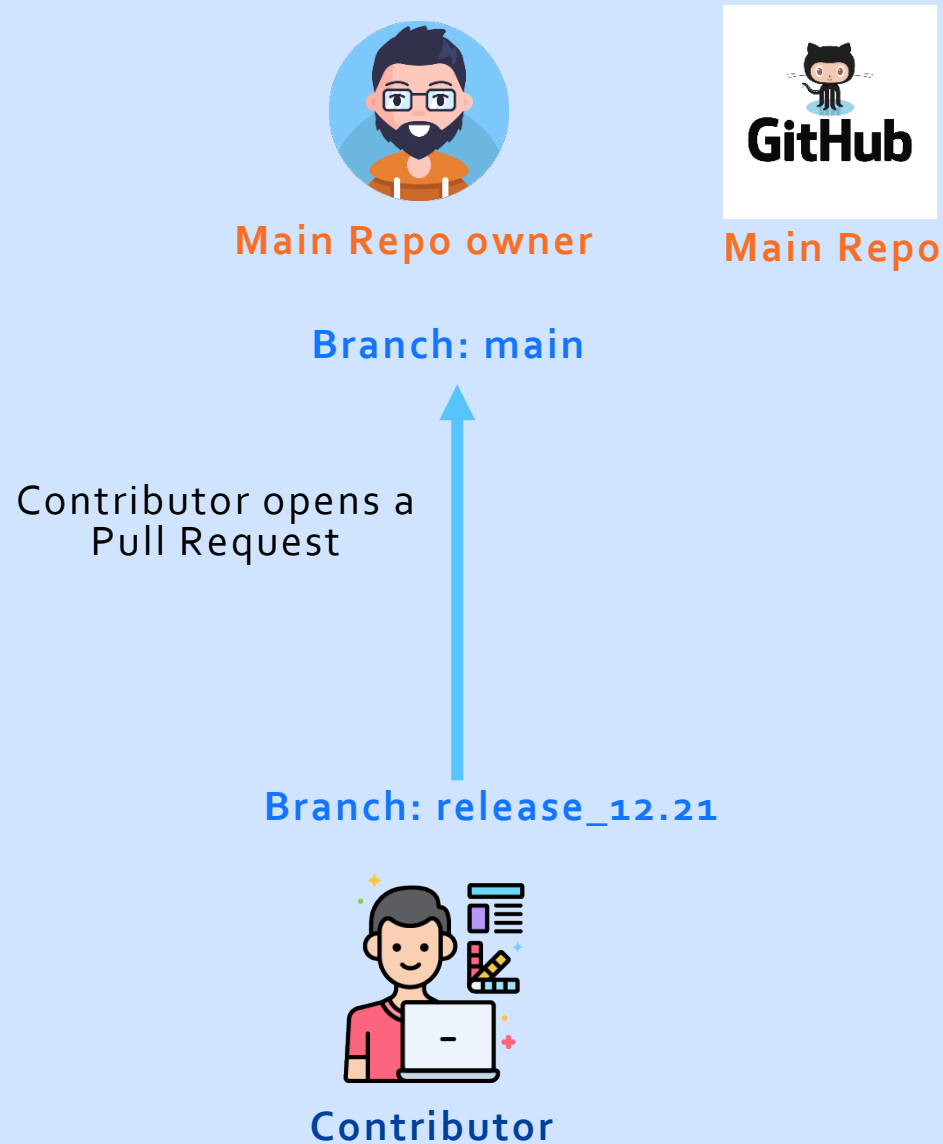 GitHub
Main Repo owner
Main Repo
Branch: main
Contributor opens a
Pull Request
Branch: release_12.21
Contributor